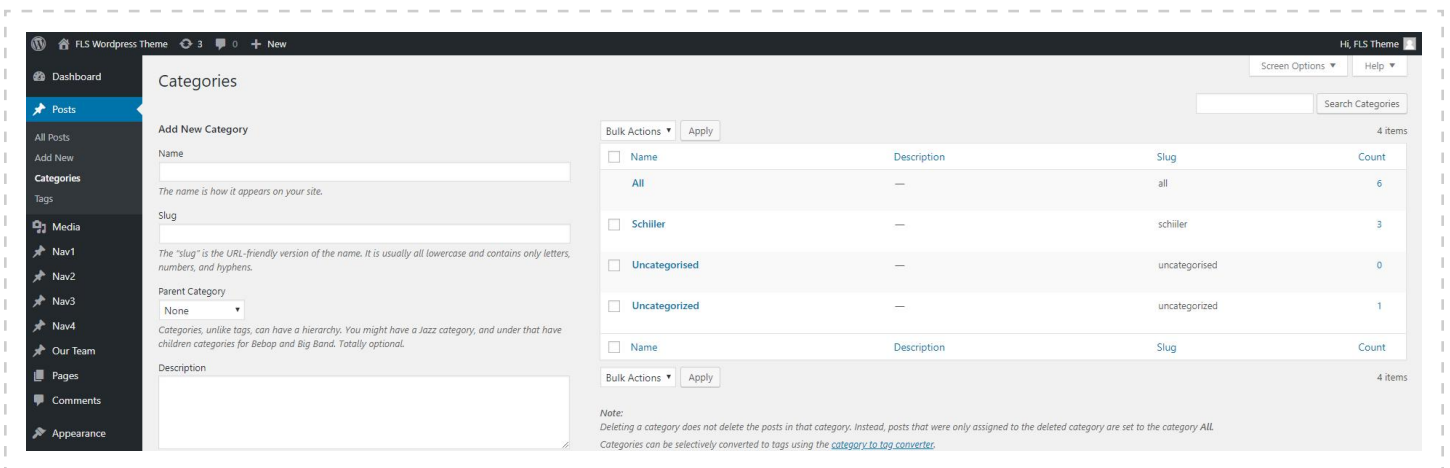 FLS Wordpress Theme 3 0 + New Hi, FLS Theme
Screen Options ▼ Help ▼
Dashboard
Posts
All Posts
Add New
Categories
Tags
Media
Nav1
Nav2
Nav3
Nav4
Our Team
Pages
Comments
Appearance
Categories
Search Categories
Add New Category
Name
The name is how it appears on your site.
Slug
The "slug" is the URL-friendly version of the name. It is usually all lowercase and contains only letters,
numbers, and hyphens.
Parent Category
None ▼
Categories, unlike tags, can have a hierarchy. You might have a Jazz category, and under that have
children categories for Bebop and Big Band. Totally optional.
Description
Bulk Actions ▼ Apply 4 items
Name Description Slug Count
All — all 6
Schiiler — schiiler 3
Uncategorised — uncategorised 0
Uncategorized — uncategorized 1
Name Description Slug Count
Bulk Actions ▼ Apply 4 items
Note:
Deleting a category does not delete the posts in that category. Instead, posts that were only assigned to the deleted category are set to the category All.
Categories can be selectively converted to tags using the category to tag converter.